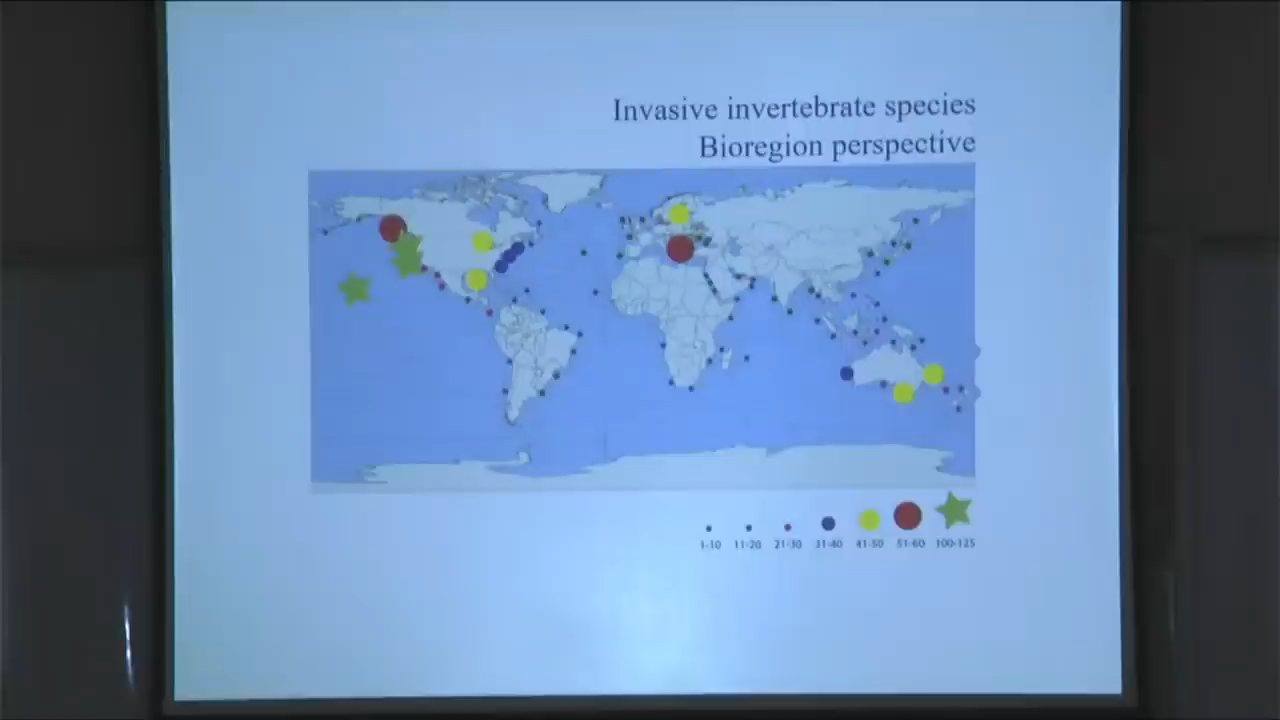 Invasive invertebrate species
Bioregion perspective
1-10 11-20 21-30 31-40 41-50 51-60 100-125